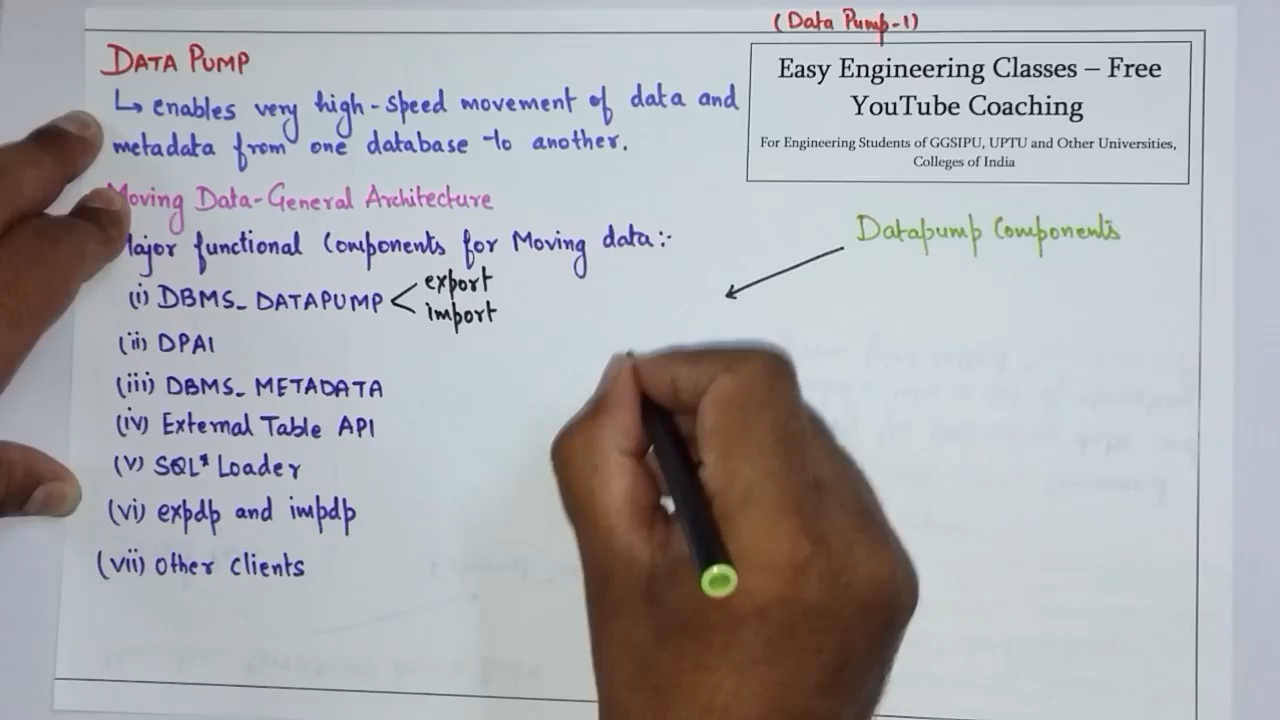 (Data Pump-1)
DATA PUMP
↳ enables very high-speed movement of data and
metadata from one database to another.
Easy Engineering Classes – Free
YouTube Coaching
For Engineering Students of GGSIPU, UPTU and Other Universities,
Colleges of India
Moving Data-General Architecture
Major functional Components for Moving data:-
(i) DBMS_DATAPUMP < export
import
(ii) DPAI
(iii) DBMS_METADATA
(iv) External Table API
(v) SQL* Loader
(vi) expdp and impdp
(vii) other clients
Datapump Components